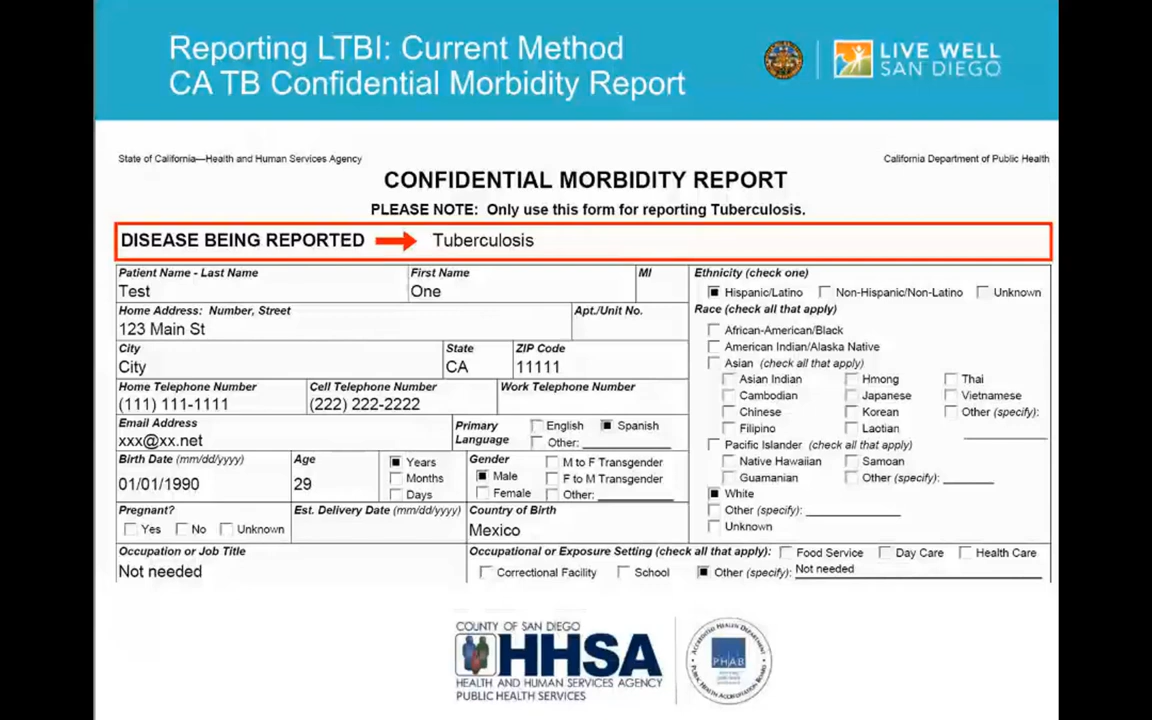 Reporting LTBI: Current Method
CA TB Confidential Morbidity Report
LIVE WELL
SAN DIEGO
State of California—Health and Human Services Agency
California Department of Public Health
CONFIDENTIAL MORBIDITY REPORT
PLEASE NOTE: Only use this form for reporting Tuberculosis.
DISEASE BEING REPORTED Tuberculosis
Patient Name - Last Name
Test
First Name
One
MI
Home Address: Number, Street
123 Main St
Apt./Unit No.
City
City
State
CA
ZIP Code
11111
Home Telephone Number
(111) 111-1111
Cell Telephone Number
(222) 222-2222
Work Telephone Number
Email Address
xxx@xx.net
Primary
Language
English Spanish
Other:
Birth Date (mm/dd/yyyy)
01/01/1990
Age
29
Years
Months
Days
Gender
Male
Female
M to F Transgender
F to M Transgender
Other:
Pregnant?
Yes No Unknown
Est. Delivery Date (mm/dd/yyyy)
Country of Birth
Mexico
Ethnicity (check one)
Hispanic/Latino Non-Hispanic/Non-Latino Unknown
Race (check all that apply)
African-American/Black
American Indian/Alaska Native
Asian (check all that apply)
Asian Indian Hmong Thai
Cambodian Japanese Vietnamese
Chinese Korean Other (specify):
Filipino Laotian
Pacific Islander (check all that apply)
Native Hawaiian Samoan
Guamanian Other (specify):
White
Other (specify):
Unknown
Occupation or Job Title
Not needed
Occupational or Exposure Setting (check all that apply): Food Service Day Care Health Care
Correctional Facility School Other (specify): Not needed
COUNTY OF SAN DIEGO
HHSA
HEALTH AND HUMAN SERVICES AGENCY
PUBLIC HEALTH SERVICES
ACCREDITED HEALTH DEPARTMENT
PHAB
PUBLIC HEALTH ACCREDITATION BOARD